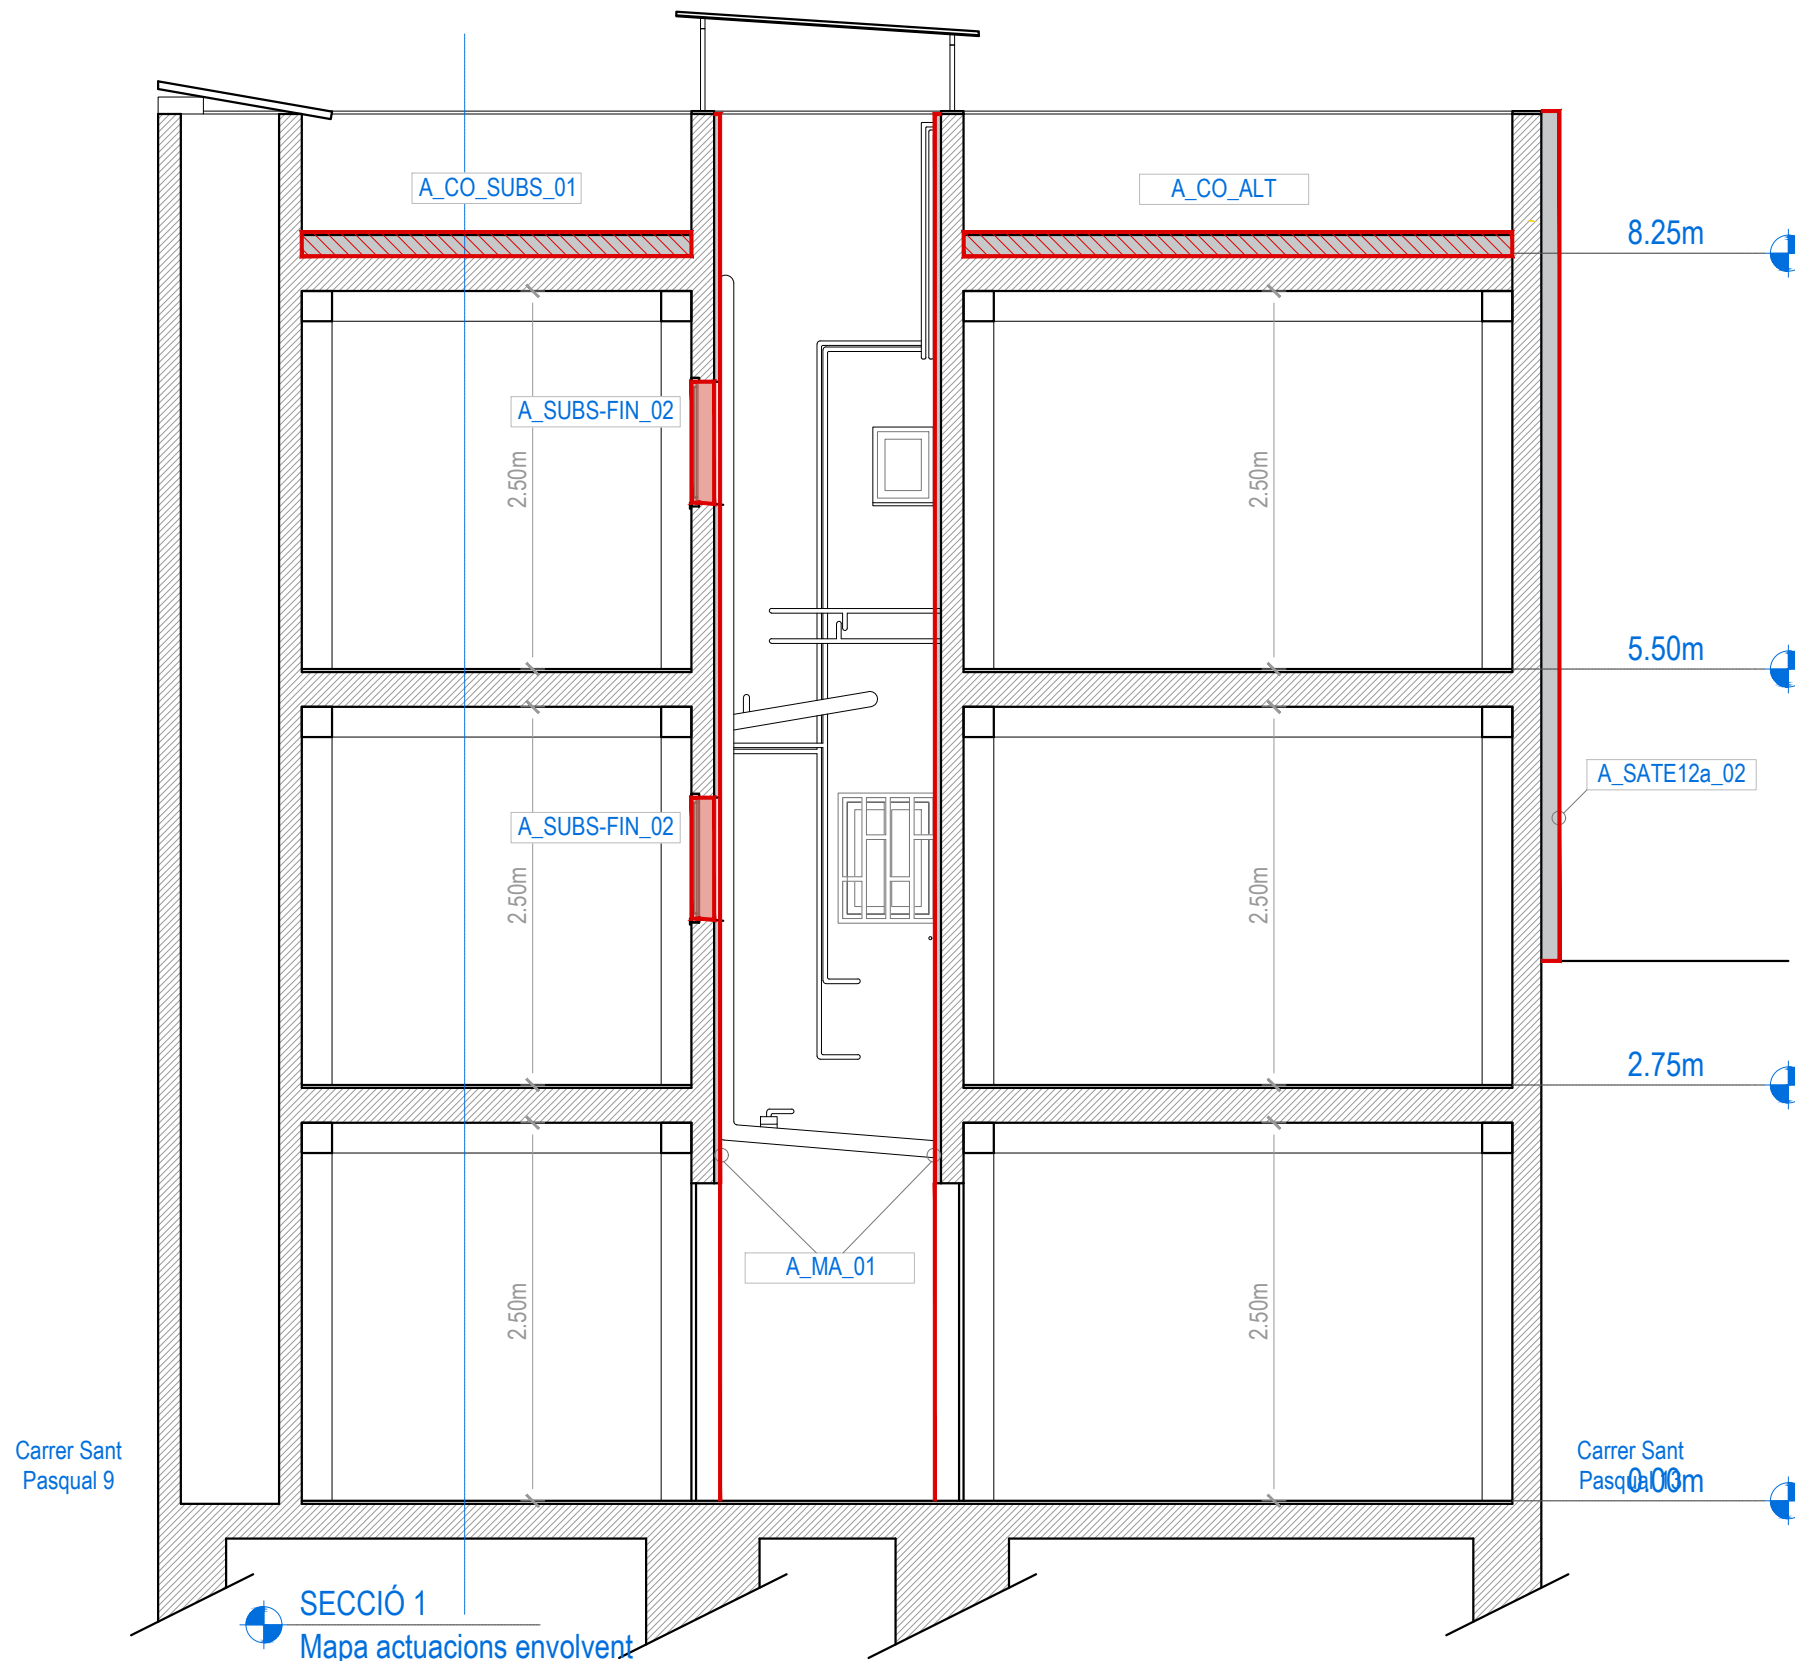 A_CO_SUBS_01
A_CO_ALT
8.25m
A_SUBS-FIN_02
2.50m
2.50m
5.50m
A_SATE12a_02
A_SUBS-FIN_02
2.50m
2.50m
2.75m
A_MA_01
2.50m
2.50m
Carrer Sant
Pasqual 9
Carrer Sant
Pasqual 13
0.00m
SECCIÓ 1
Mapa actuacions envolvent